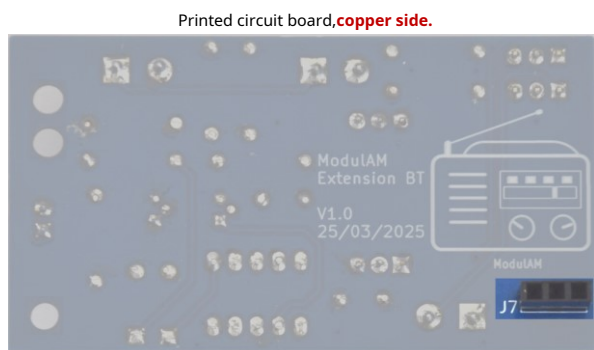 Printed circuit board,copper side.
ModulAM
Extension BT
V1.0
25/03/2025
ModulAM
J7